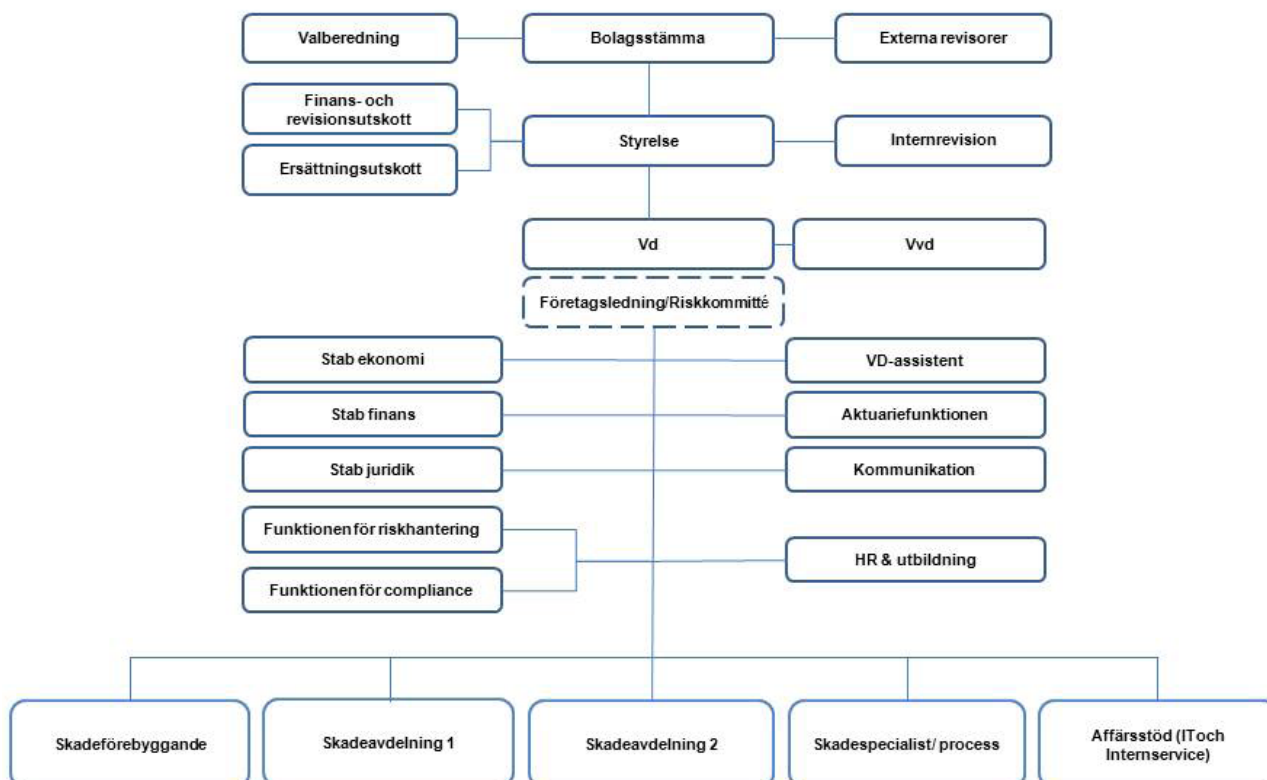 Valberedning
Bolagsstämma
Externa revisorer
Finans- och
revisionsutskott
Ersättningsutskott
Styrelse
Internrevision
Vd
Vvd
Företagsledning/Riskkommitté
Stab ekonomi
VD-assistent
Stab finans
Aktuariefunktionen
Stab juridik
Kommunikation
Funktionen för riskhantering
Funktionen för compliance
HR & utbildning
Skadeförebyggande
Skadeavdelning 1
Skadeavdelning 2
Skadespecialist/ process
Affärsstöd (IT och
Internservice)